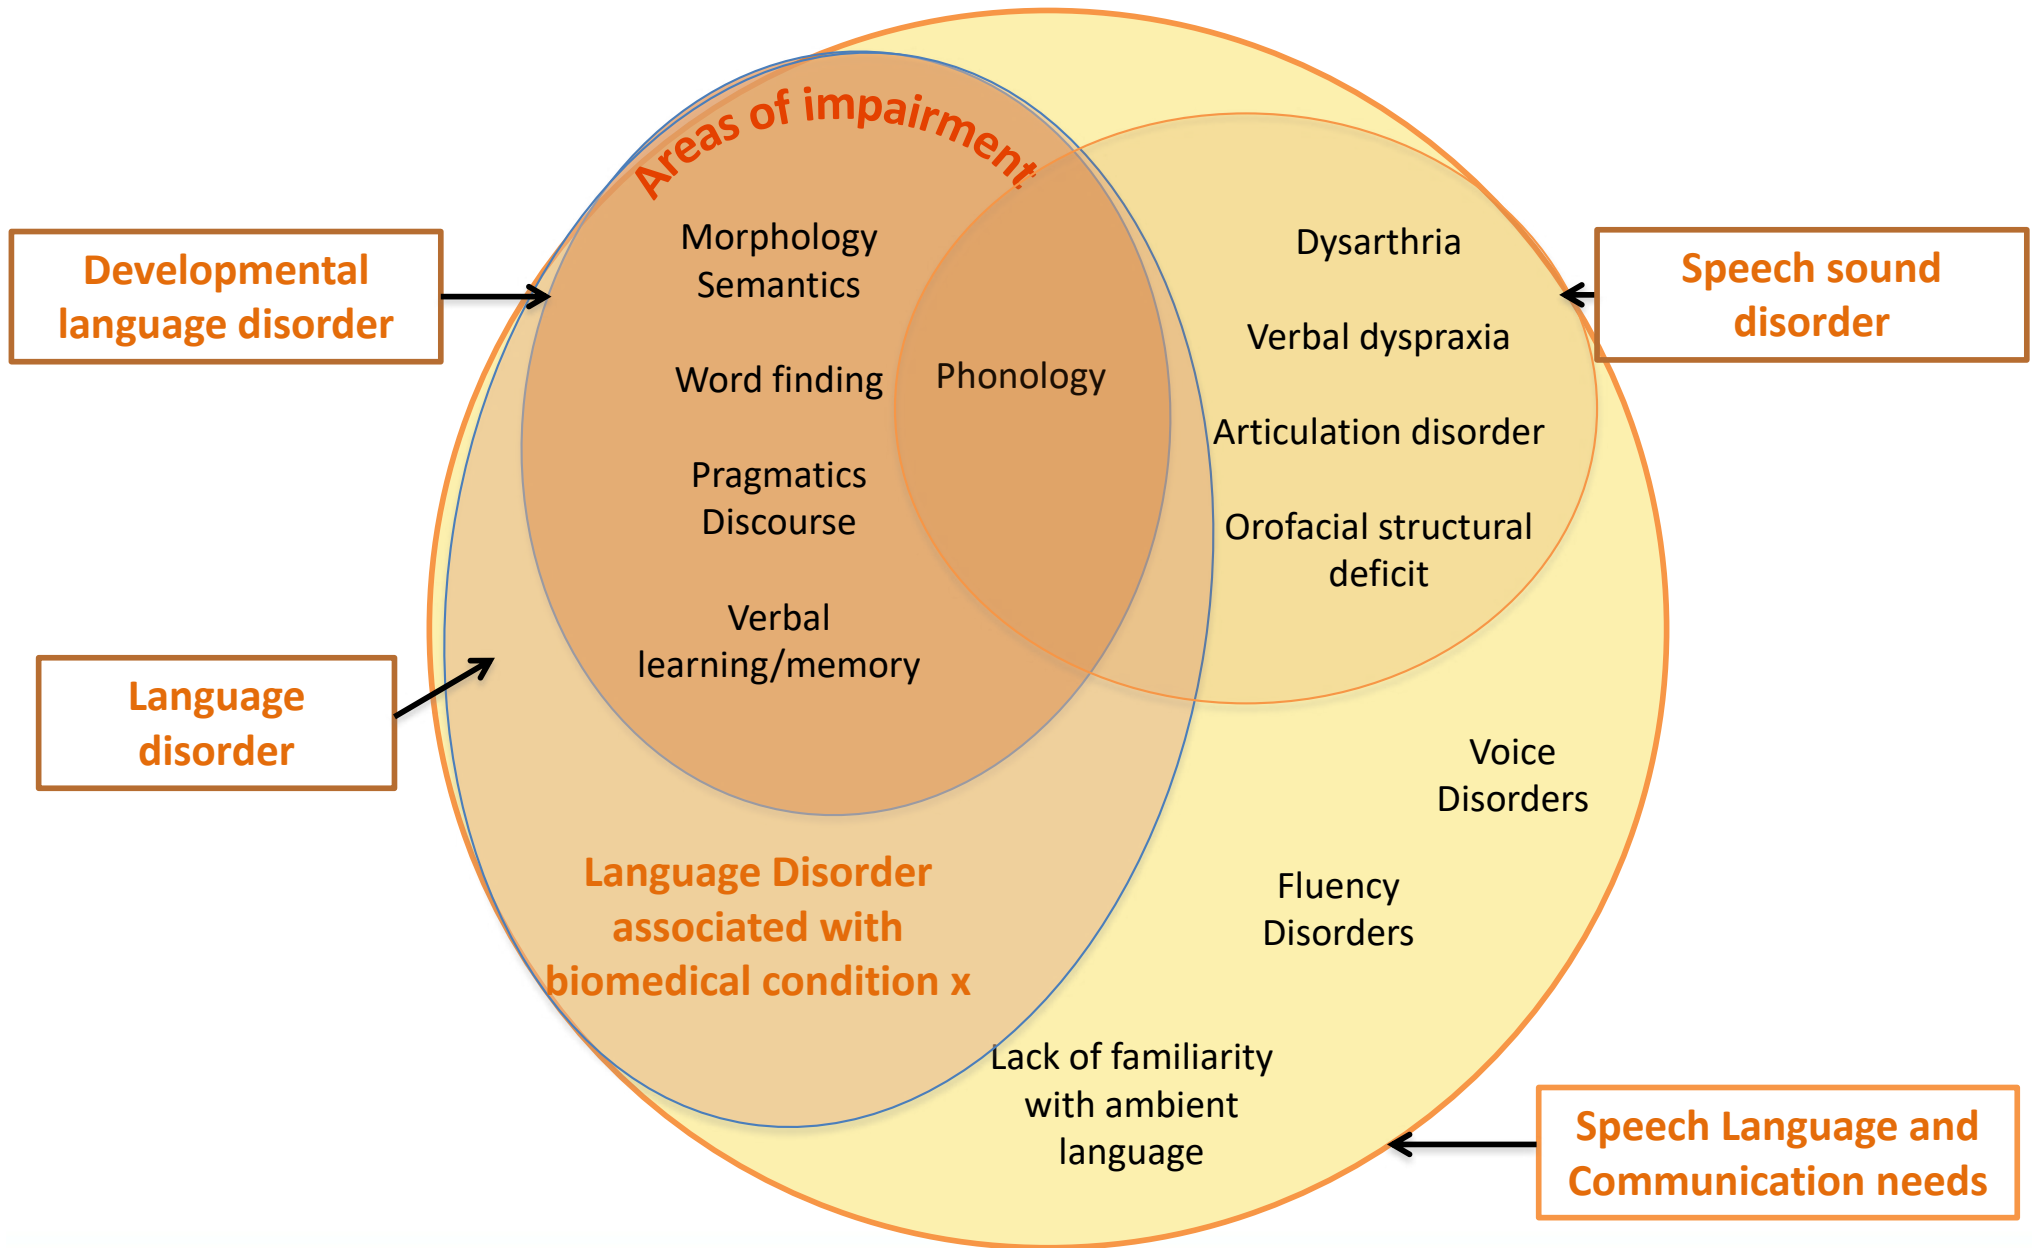 Areas of impairment
Developmental
language disorder
Morphology
Semantics
Word finding
Pragmatics
Discourse
Verbal
learning/memory
Phonology
Dysarthria
Verbal dyspraxia
Articulation disorder
Orofacial structural
deficit
Speech sound
disorder
Language
disorder
Language Disorder
associated with
biomedical condition x
Voice
Disorders
Fluency
Disorders
Lack of familiarity
with ambient
language
Speech Language and
Communication needs